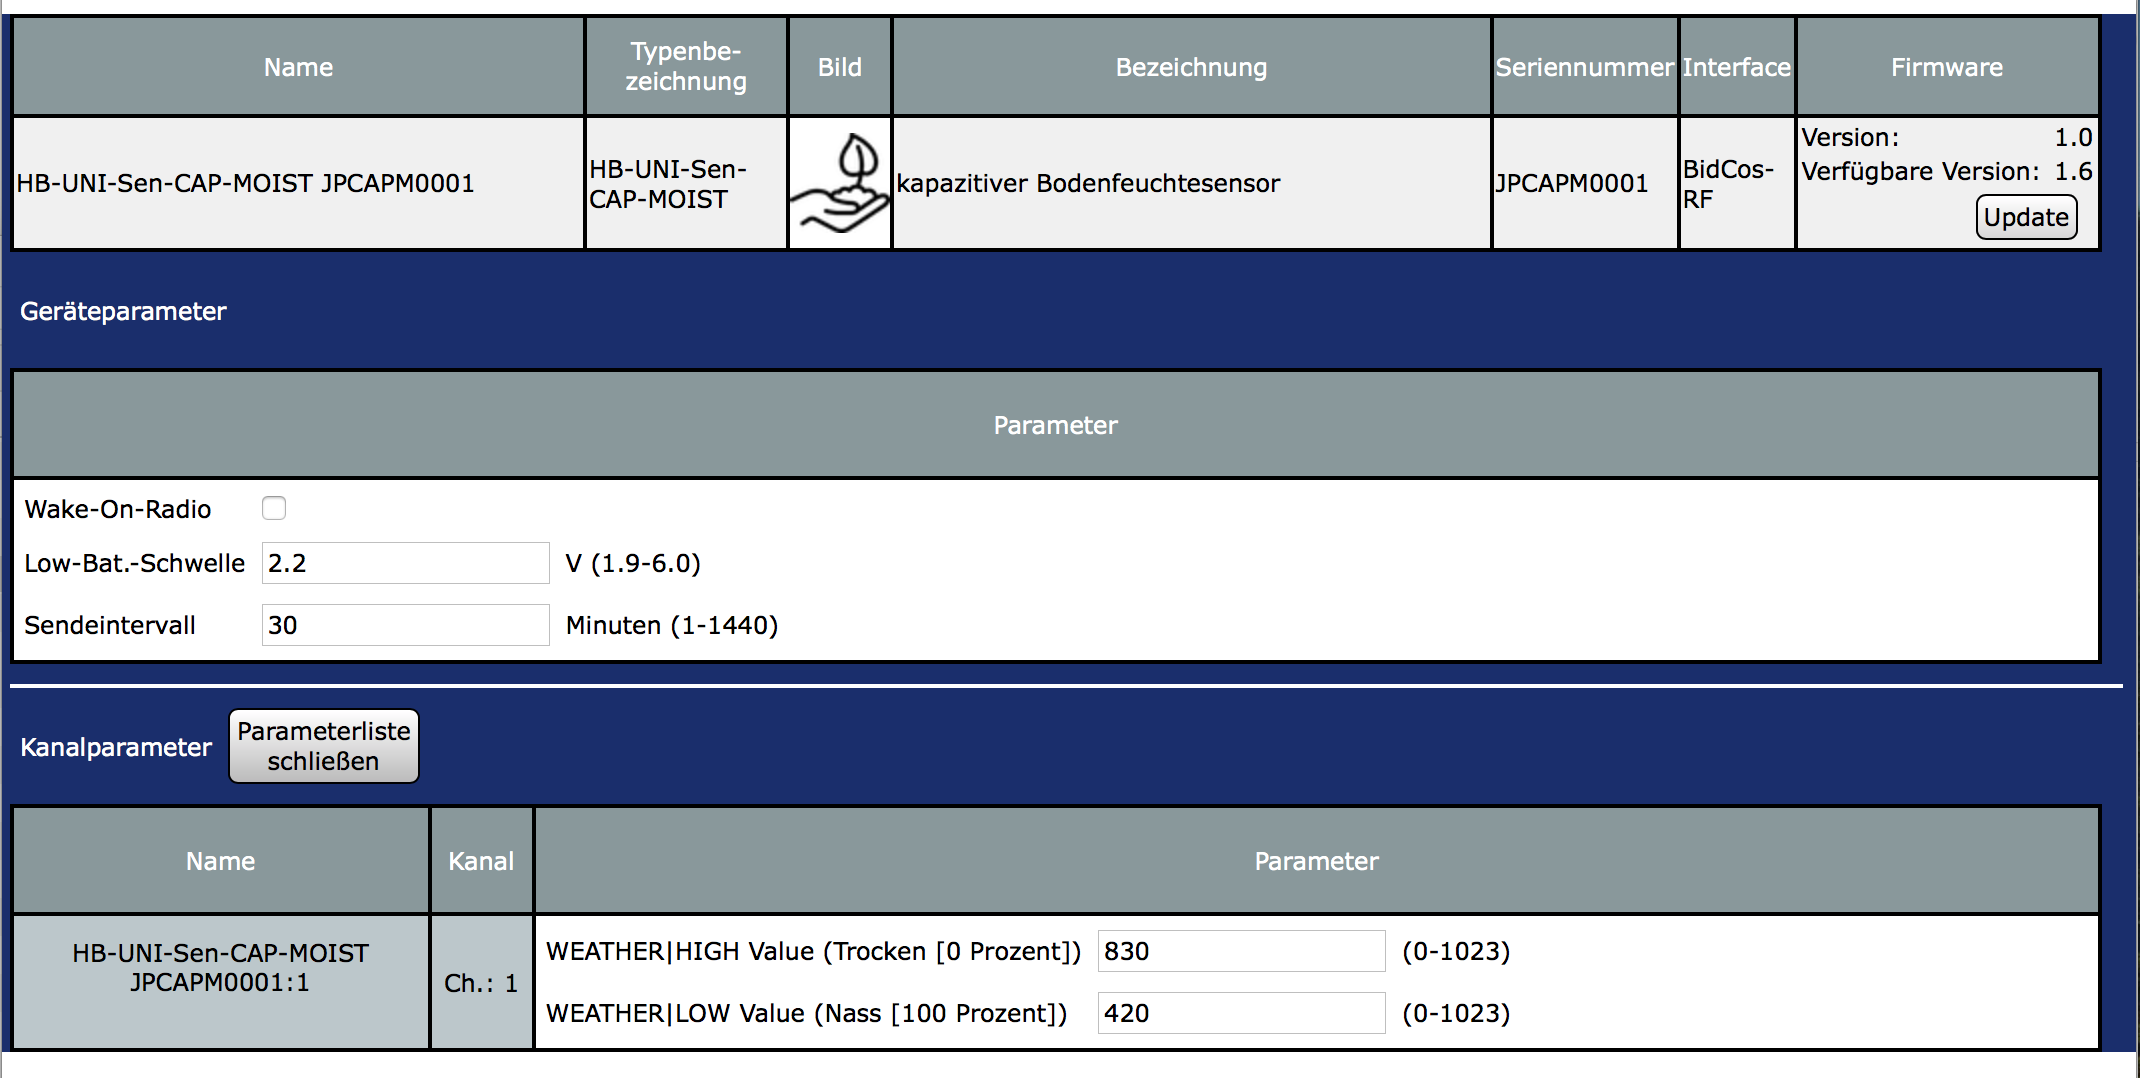 Name
Typenbe-
zeichnung
Bild
Bezeichnung
Seriennummer
Interface
Firmware
HB-UNI-Sen-CAP-MOIST JPCAPM0001
HB-UNI-Sen-
CAP-MOIST
kapazitiver Bodenfeuchtesensor
JPCAPM0001
BidCos-
RF
Version: 1.0
Verfügbare Version: 1.6
Update
Geräteparameter
Parameter
Wake-On-Radio
Low-Bat.-Schwelle 2.2 V (1.9-6.0)
Sendeintervall 30 Minuten (1-1440)
Kanalparameter
Parameterliste
schließen
Name
Kanal
Parameter
HB-UNI-Sen-CAP-MOIST
JPCAPM0001:1
Ch.: 1
WEATHER|HIGH Value (Trocken [0 Prozent]) 830 (0-1023)
WEATHER|LOW Value (Nass [100 Prozent]) 420 (0-1023)